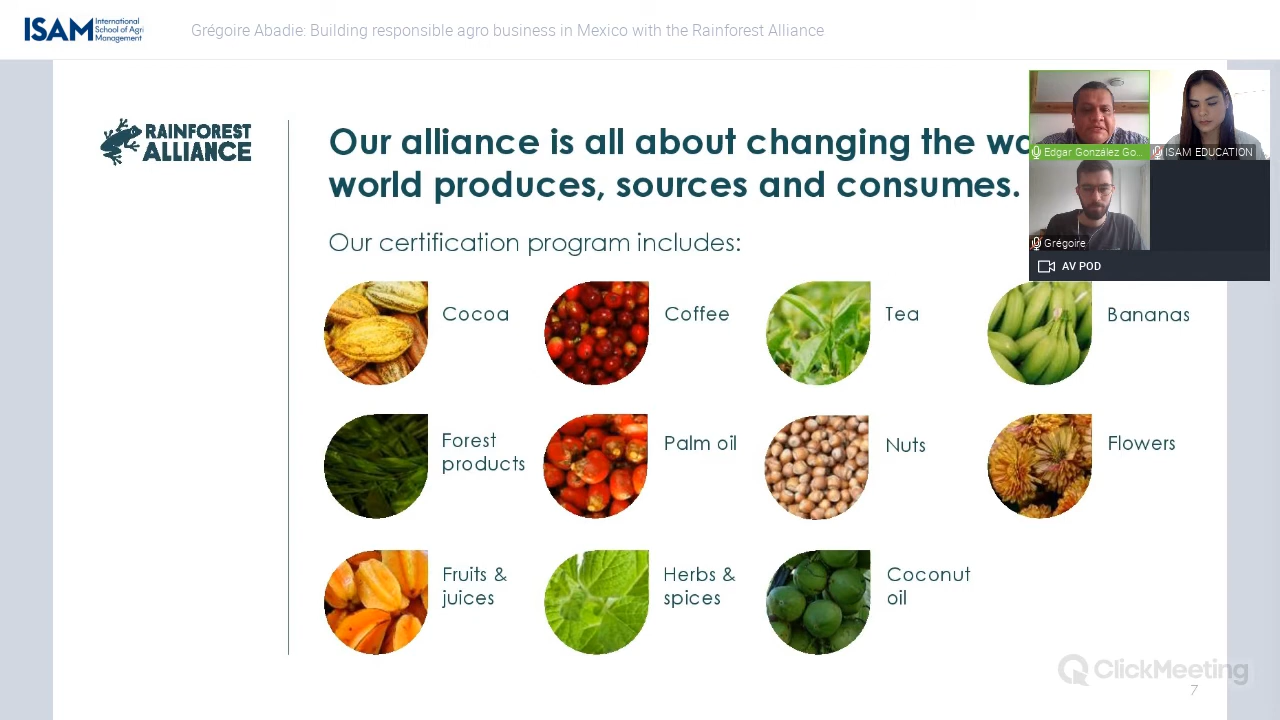 ISAM International
School of Agri
Management
Grégoire Abadie: Building responsible agro business in Mexico with the Rainforest Alliance
RAINFOREST
ALLIANCE
Our alliance is all about changing the
world produces, sources and consumes.
Our certification program includes:
Edgar González Go...
ISAM EDUCATION
Grégoire
AV POD
Cocoa
Coffee
Tea
Bananas
Forest
products
Palm oil
Nuts
Flowers
Fruits &
juices
Herbs &
spices
Coconut
oil
ClickMeeting
7